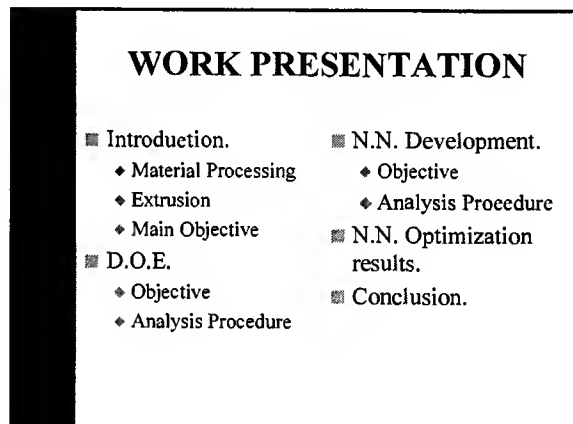 WORK PRESENTATION
Introduction.
Material Processing
Extrusion
Main Objective
D.O.E.
Objective
Analysis Procedure
N.N. Development.
Objective
Analysis Procedure
N.N. Optimization
results.
Conclusion.